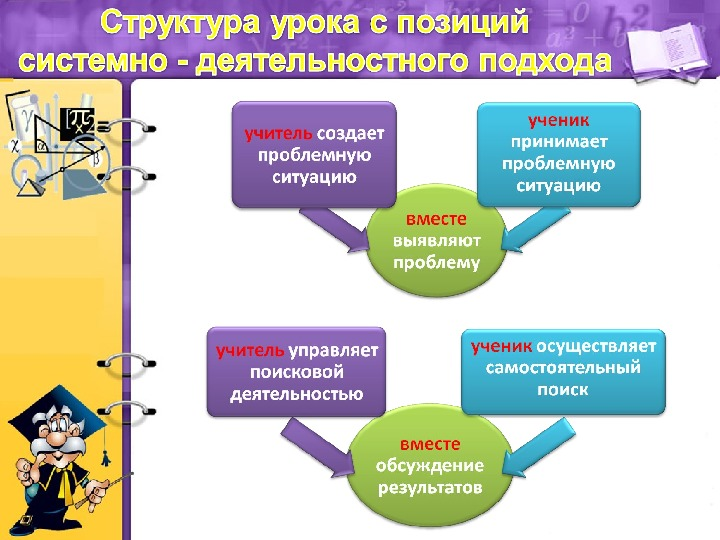 Структура урока с позиций
системно - деятельностного подхода
учитель создает
проблемную
ситуацию
ученик
принимает
проблемную
ситуацию
вместе
выявляют
проблему
учитель управляет
поисковой
деятельностью
ученик осуществляет
самостоятельный
поиск
вместе
обсуждение
результатов